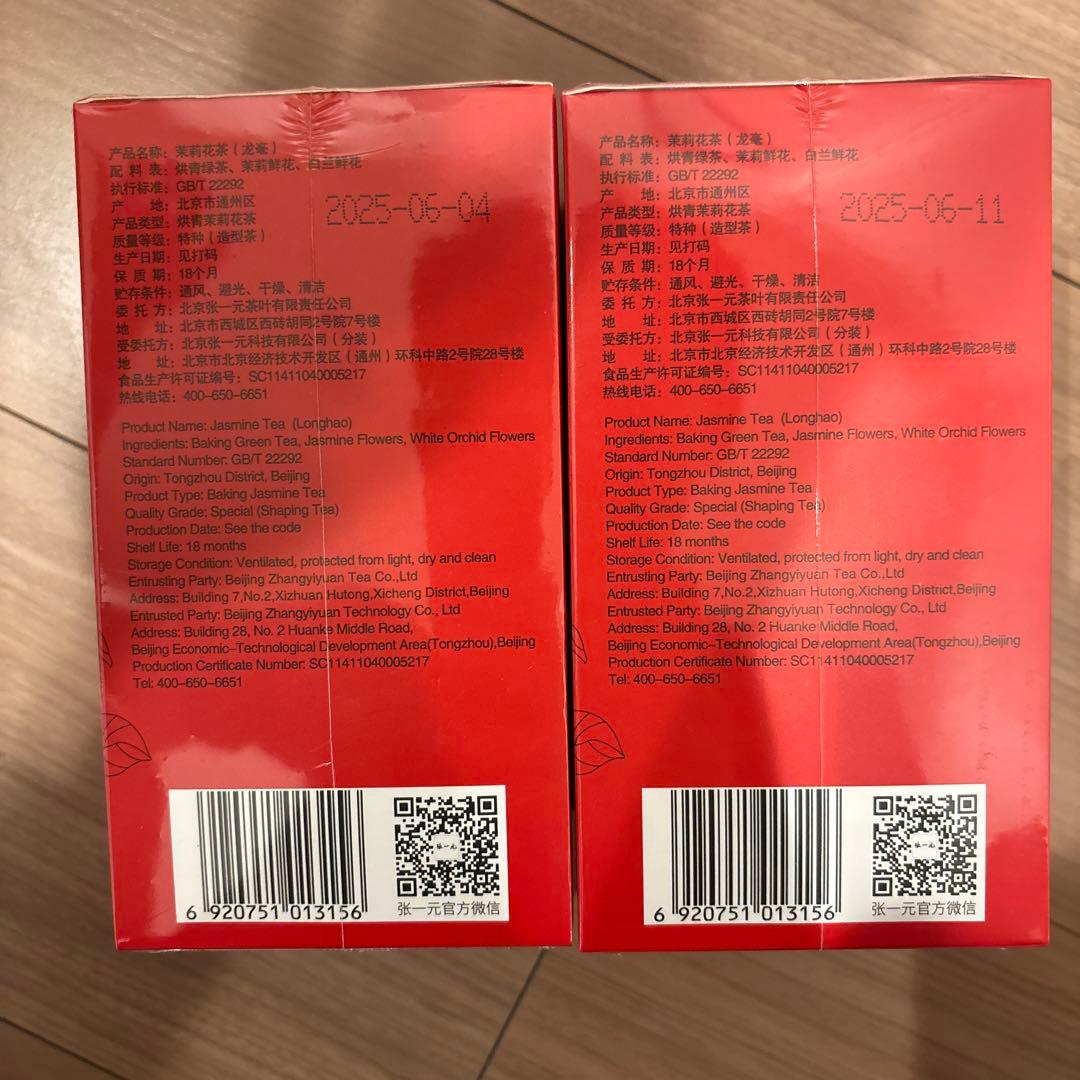 产品名称：茉莉花茶（龙毫）
配 料 表：烘青绿茶、茉莉鲜花、白兰鲜花
执行标准：GB/T 22292
产 地：北京市通州区
产品类型：烘青茉莉花茶
质量等级：特种（造型茶）
生产日期：见打码
保 质 期：18个月
贮存条件：通风、避光、干燥、清洁
委 托 方：北京张一元茶叶有限责任公司
地 址：北京市西城区西砖胡同2号院7号楼
受委托方：北京张一元科技有限公司（分装）
地 址：北京市北京经济技术开发区（通州）环科中路2号院28号楼
食品生产许可证编号：SC11411040005217
热线电话：400-650-6651
2025-06-04
Product Name: Jasmine Tea (Longhao)
Ingredients: Baking Green Tea, Jasmine Flowers, White Orchid Flowers
Standard Number: GB/T 22292
Origin: Tongzhou District, Beijing
Product Type: Baking Jasmine Tea
Quality Grade: Special (Shaping Tea)
Production Date: See the code
Shelf Life: 18 months
Storage Condition: Ventilated, protected from light, dry and clean
Entrusting Party: Beijing Zhangyiyuan Tea Co.,Ltd
Address: Building 7,No.2,Xizhuan Hutong,Xicheng District,Beijing
Entrusted Party: Beijing Zhangyiyuan Technology Co., Ltd
Address: Building 28, No. 2 Huanke Middle Road,
Beijing Economic-Technological Development Area(Tongzhou),Beijing
Production Certificate Number: SC11411040005217
Tel: 400-650-6651
6 920751 013156
张一元
张一元官方微信
产品名称：茉莉花茶（龙毫）
配 料 表：烘青绿茶、茉莉鲜花、白兰鲜花
执行标准：GB/T 22292
产 地：北京市通州区
产品类型：烘青茉莉花茶
质量等级：特种（造型茶）
生产日期：见打码
保 质 期：18个月
贮存条件：通风、避光、干燥、清洁
委 托 方：北京张一元茶叶有限责任公司
地 址：北京市西城区西砖胡同2号院7号楼
受委托方：北京张一元科技有限公司（分装）
地 址：北京市北京经济技术开发区（通州）环科中路2号院28号楼
食品生产许可证编号：SC11411040005217
热线电话：400-650-6651
2025-06-11
Product Name: Jasmine Tea (Longhao)
Ingredients: Baking Green Tea, Jasmine Flowers, White Orchid Flowers
Standard Number: GB/T 22292
Origin: Tongzhou District, Beijing
Product Type: Baking Jasmine Tea
Quality Grade: Special (Shaping Tea)
Production Date: See the code
Shelf Life: 18 months
Storage Condition: Ventilated, protected from light, dry and clean
Entrusting Party: Beijing Zhangyiyuan Tea Co.,Ltd
Address: Building 7,No.2,Xizhuan Hutong,Xicheng District,Beijing
Entrusted Party: Beijing Zhangyiyuan Technology Co., Ltd
Address: Building 28, No. 2 Huanke Middle Road,
Beijing Economic-Technological Development Area(Tongzhou),Beijing
Production Certificate Number: SC11411040005217
Tel: 400-650-6651
6 920751 013156
张一元
张一元官方微信